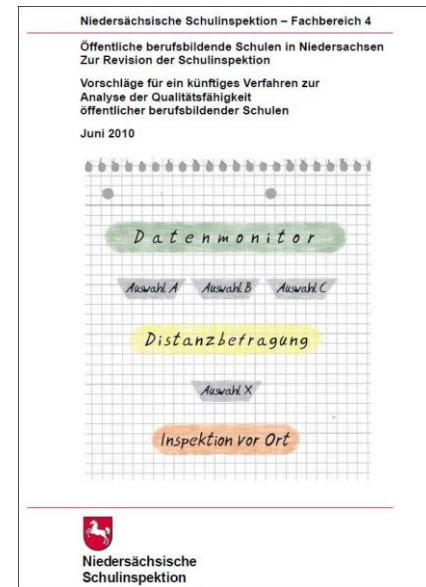 Niedersächsische Schulinspektion – Fachbereich 4
Öffentliche berufsbildende Schulen in Niedersachsen
Zur Revision der Schulinspektion
Vorschläge für ein künftiges Verfahren zur
Analyse der Qualitätsfähigkeit
öffentlicher berufsbildender Schulen
Juni 2010
Datenmonitor
Auswahl A Auswahl B Auswahl C
Distanzbefragung
Auswahl X
Inspektion vor Ort
Niedersächsische
Schulinspektion